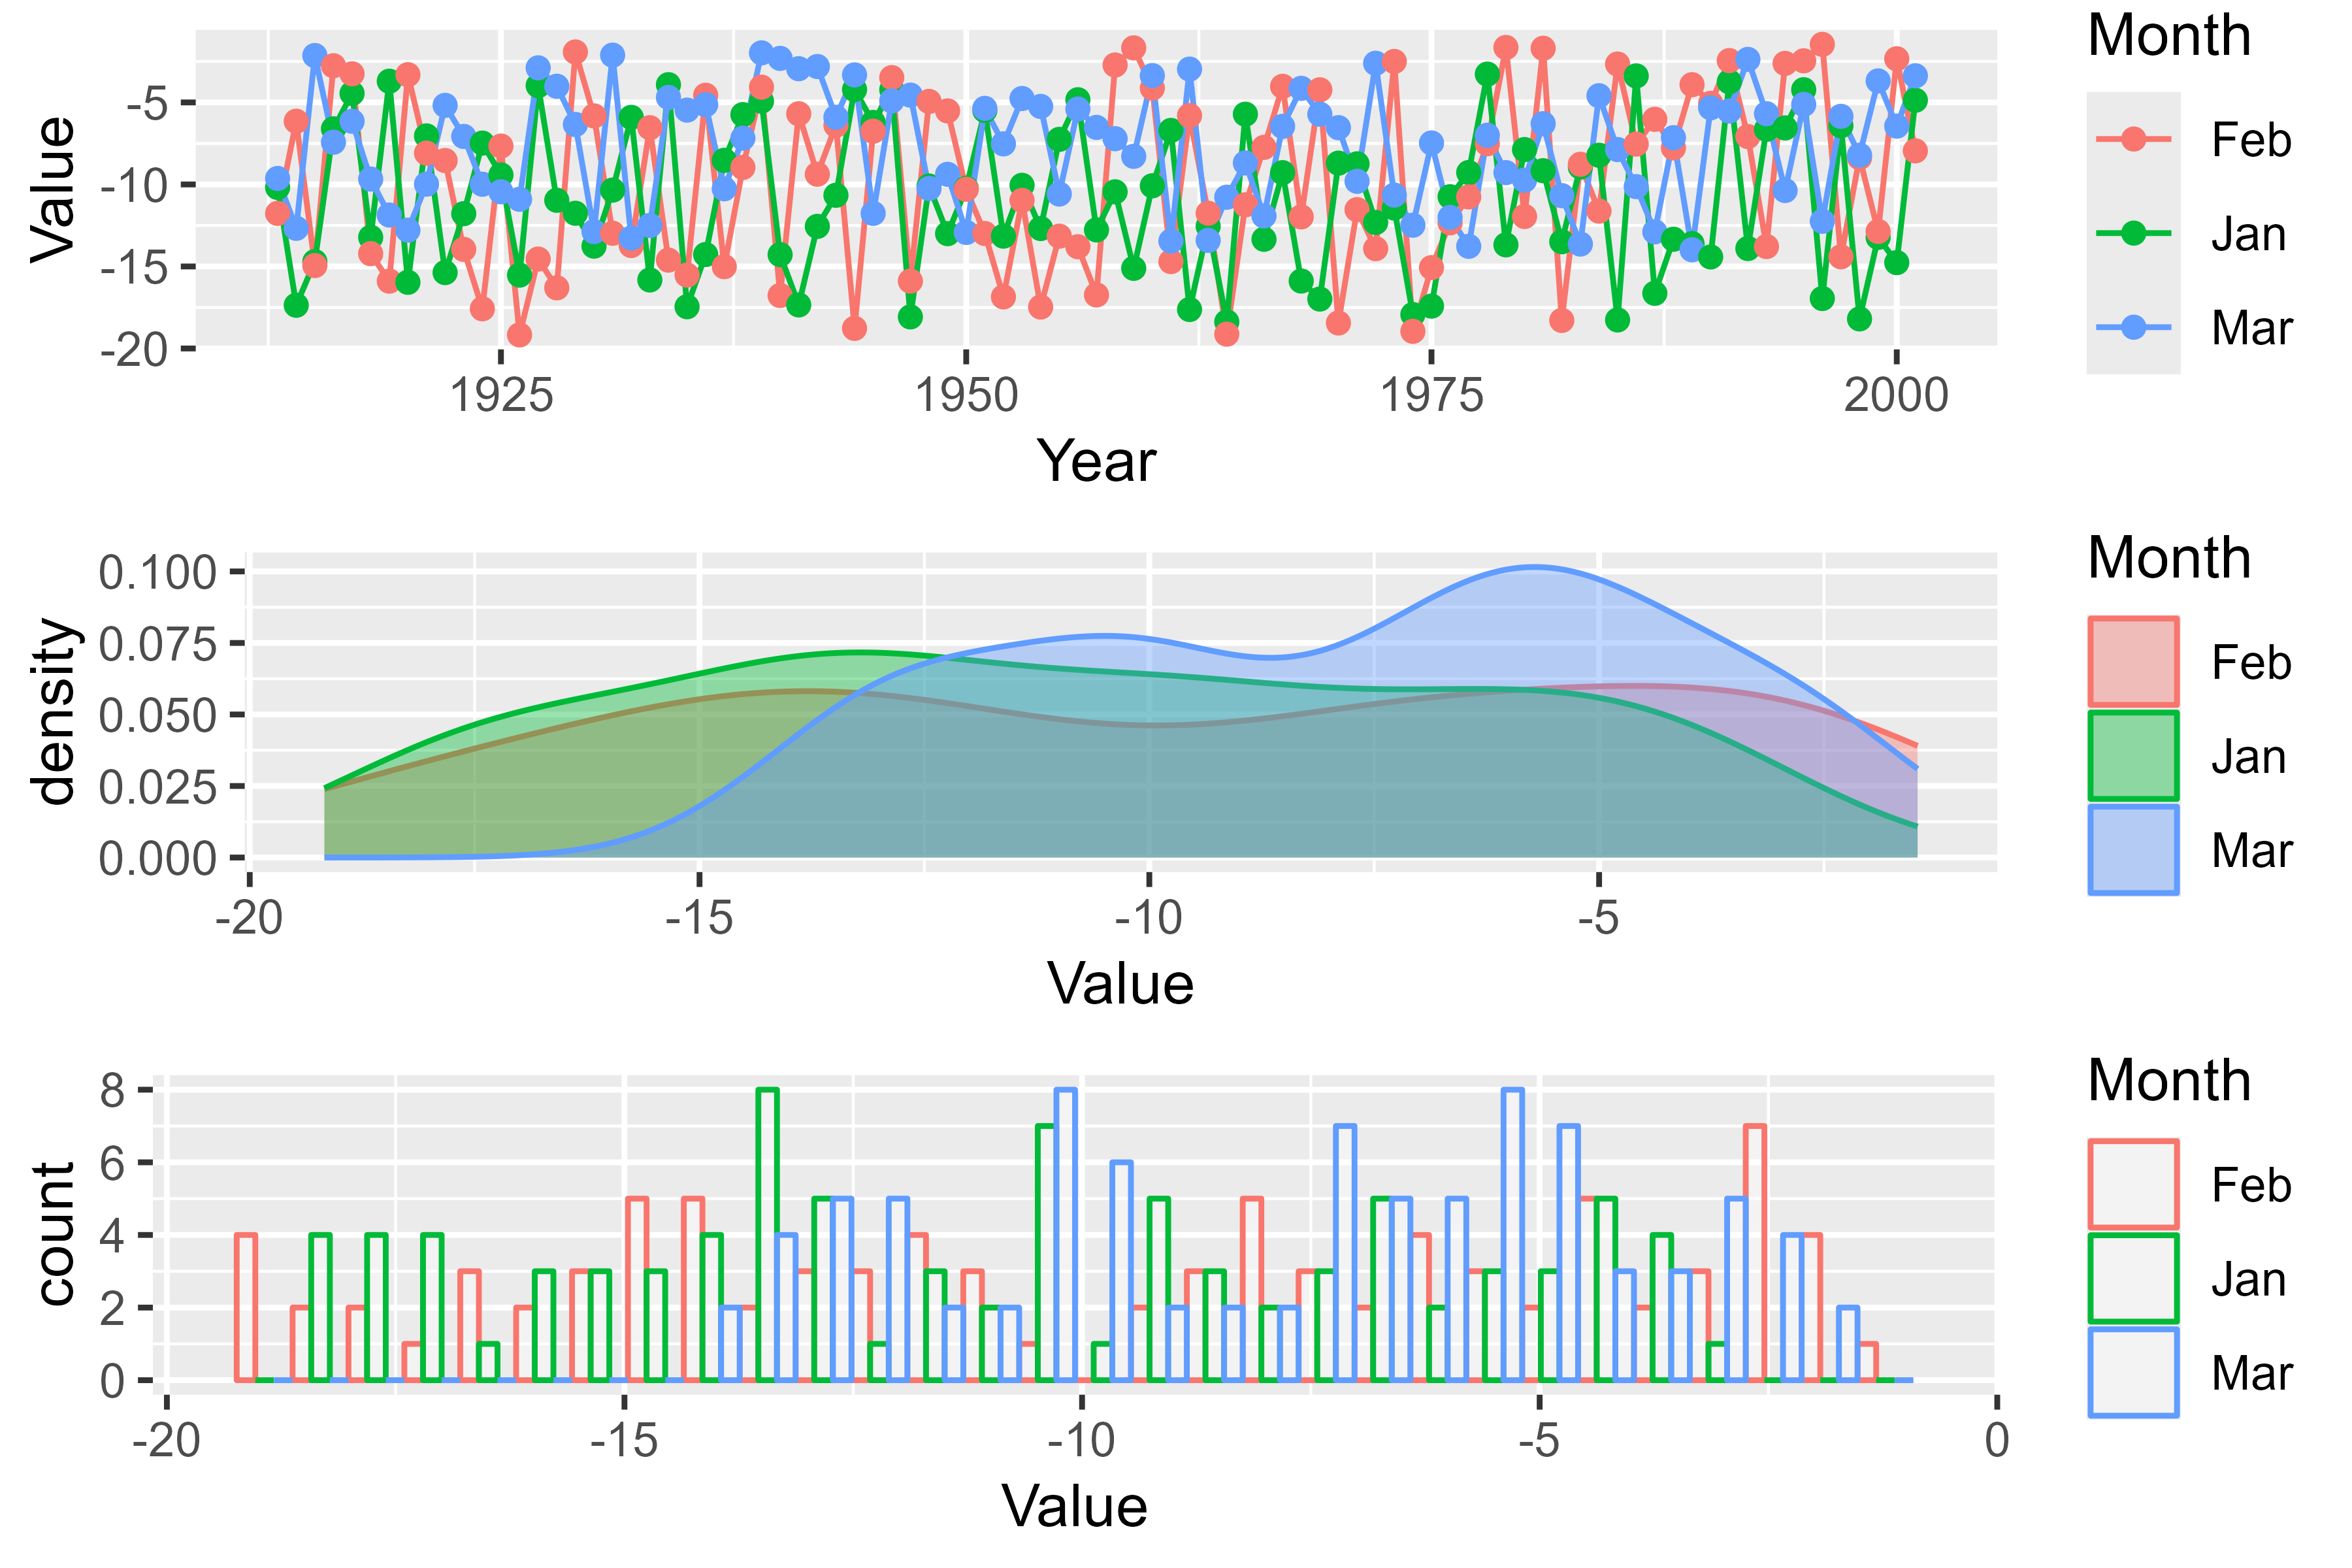 Month
Feb
Jan
Mar
Value
-5
-10
-15
-20
1925 1950 1975 2000
Year
Month
Feb
Jan
Mar
density
0.100
0.075
0.050
0.025
0.000
-20 -15 -10 -5
Value
Month
Feb
Jan
Mar
count
8
6
4
2
0
-20 -15 -10 -5 0
Value